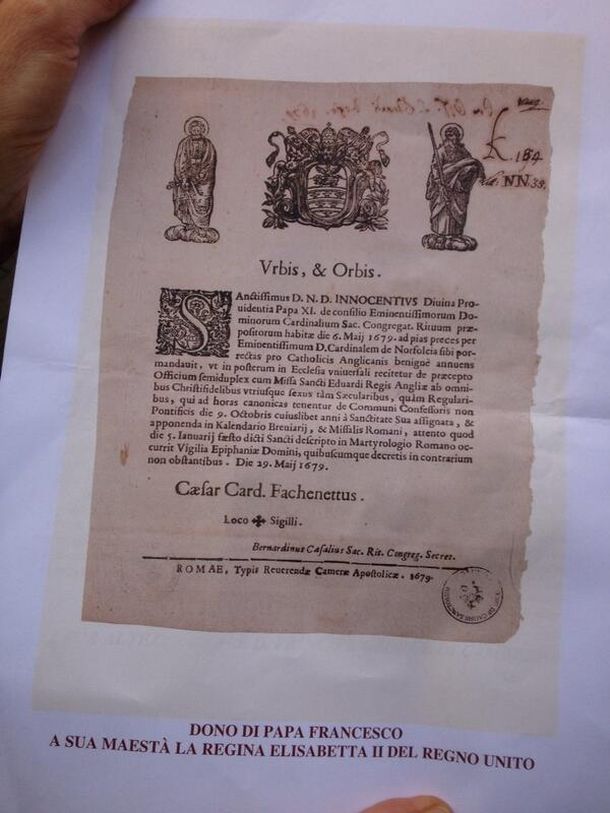 184
NN.39.
Vrbis, & Orbis.
SAnctissimus D. N. D. INNOCENTIVS Diuina Pro-
uidentia Papa XI. de consilio Eminentissimorum Do-
minorum Cardinalium Sac. Congregat. Rituum præ-
positorum habitæ die 6. Maij 1679. ad pias preces per
Eminentissimum D. Cardinalem de Norfolcia sibi por-
rectas pro Catholicis Anglicanis benignè annuens
mandauit, vt in posterum in Ecclesia vniuersali recitetur de præcepto
Officium semiduplex cum Missa Sancti Eduardi Regis Angliæ ab omni-
bus Christifidelibus vtriusque sexus tàm Sæcularibus, quàm Regulari-
bus, qui ad horas canonicas tenentur de Communi Confessoris non
Pontificis die 9. Octobris cuiuslibet anni à Sanctitate Sua assignata, &
apponenda in Kalendario Breuiarij, & Missalis Romani, attento quod
die 5. Ianuarij fæsto dicti Sancti descripto in Martyrologio Romano oc-
currit Vigilia Epiphaniæ Domini, quibuscumque decretis in contrarium
non obstantibus. Die 29. Maij 1679.
Cæsar Card. Fachenettus.
Loco ✠ Sigilli.
Bernardinus Casalius Sac. Rit. Congreg. Secret.
ROMAE, Typis Reuerendæ Cameræ Apostolicæ. 1679.
DONO DI PAPA FRANCESCO
A SUA MAESTÀ LA REGINA ELISABETTA II DEL REGNO UNITO